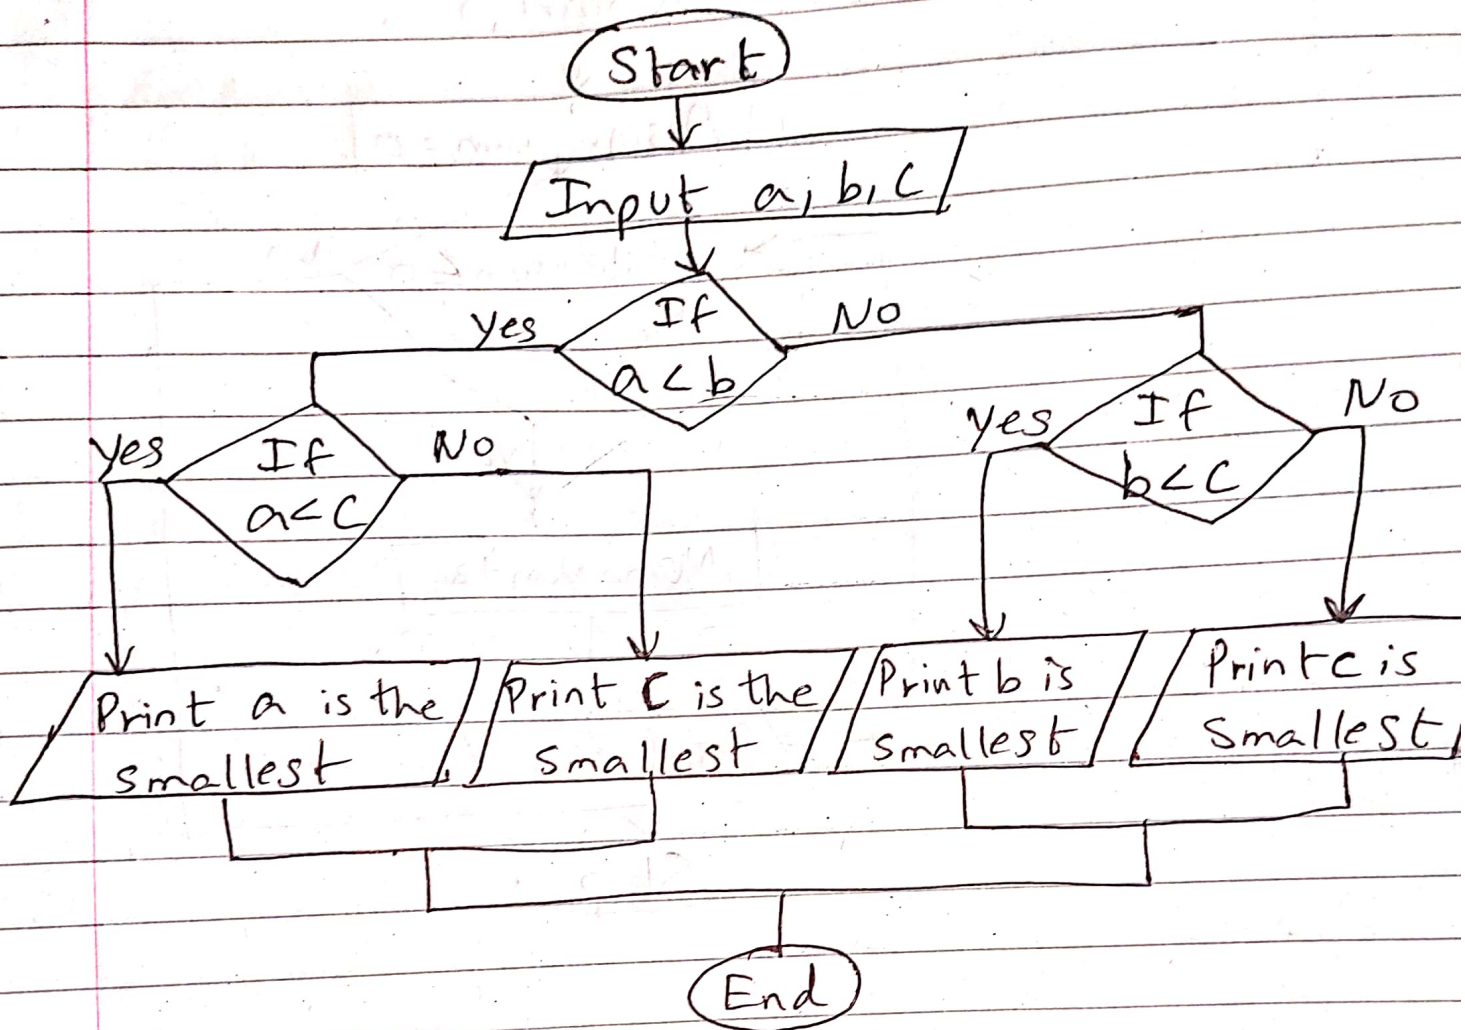 Start
Input a, b, c
If
a < b
Yes
No
If
a < c
Yes
No
If
b < c
Yes
No
Print a is the
smallest
Print C is the
smallest
Print b is
smallest
Print c is
smallest
End